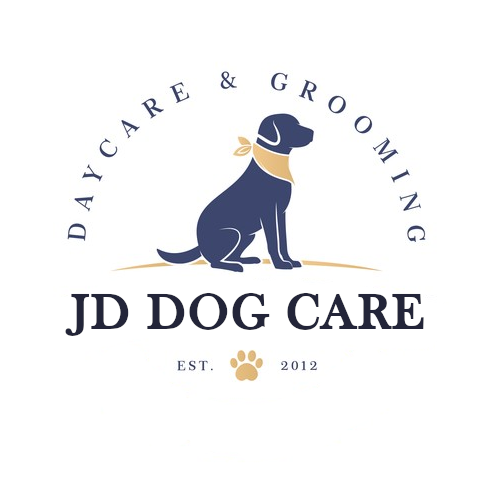 DAYCARE & GROOMING
JD DOG CARE
EST. 2012